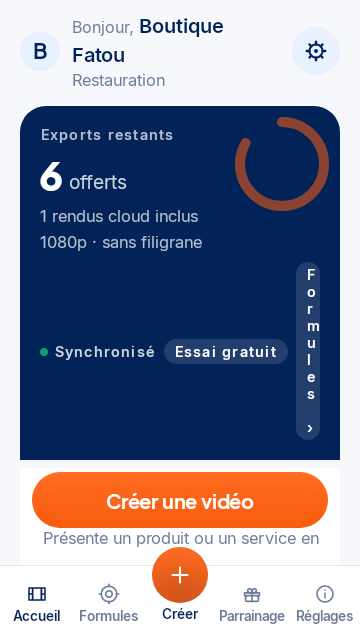 B
Bonjour, Boutique
Fatou
Restauration
Exports restants
6 offerts
1 rendus cloud inclus
1080p · sans filigrane
Synchronisé
Essai gratuit
Formules ›
Créer une vidéo
Présente un produit ou un service en
Accueil
Formules
Créer
Parrainage
Réglages